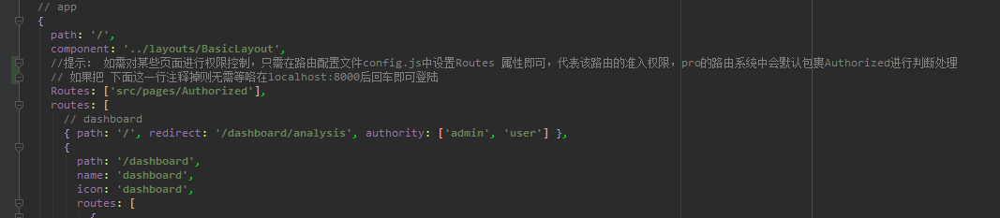 // app
{
path: '/',
component: '../layouts/BasicLayout',
//提示: 如需对某些页面进行权限控制，只需在路由配置文件config.js中设置Routes 属性即可，代表该路由的准入权限，pro的路由系统中会默认包裹Authorized进行判断处理
// 如果把 下面这一行注释掉则无需等咯在localhost:8000后回车即可登陆
Routes: ['src/pages/Authorized'],
routes: [
// dashboard
{ path: '/', redirect: '/dashboard/analysis', authority: ['admin', 'user'] },
{
path: '/dashboard',
name: 'dashboard',
icon: 'dashboard',
routes: [
{